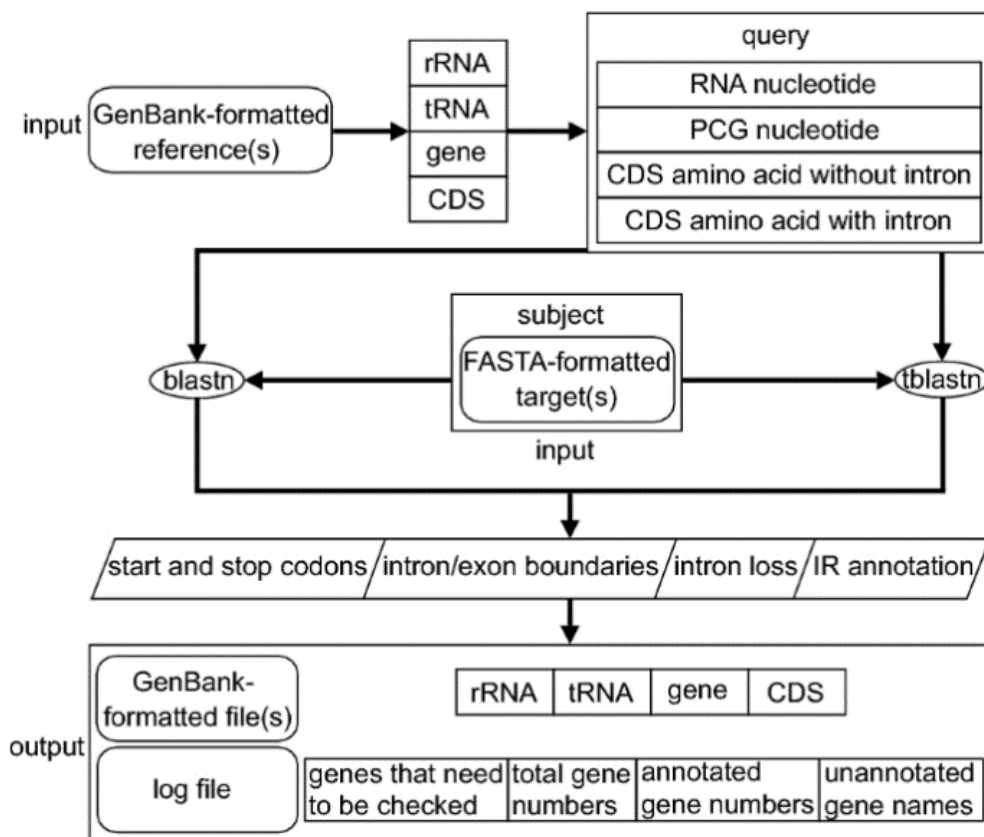 query
rRNA
RNA nucleotide
input
GenBank-formatted
reference(s)
tRNA
PCG nucleotide
gene
CDS amino acid without intron
CDS
CDS amino acid with intron
subject
blastn
FASTA-formatted
target(s)
tblastn
input
start and stop codons
intron/exon boundaries
intron loss
IR annotation
output
GenBank-
formatted file(s)
rRNA
tRNA
gene
CDS
log file
genes that need
to be checked
total gene
numbers
annotated
gene numbers
unannotated
gene names